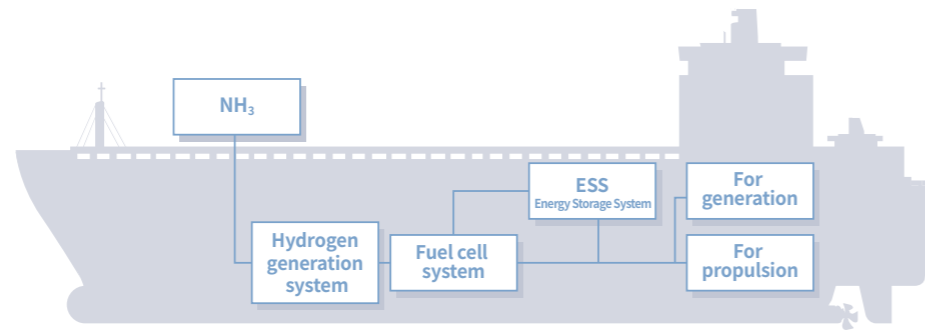 NH₃
ESS
Energy Storage System
For
generation
Hydrogen
generation
system
Fuel cell
system
For
propulsion